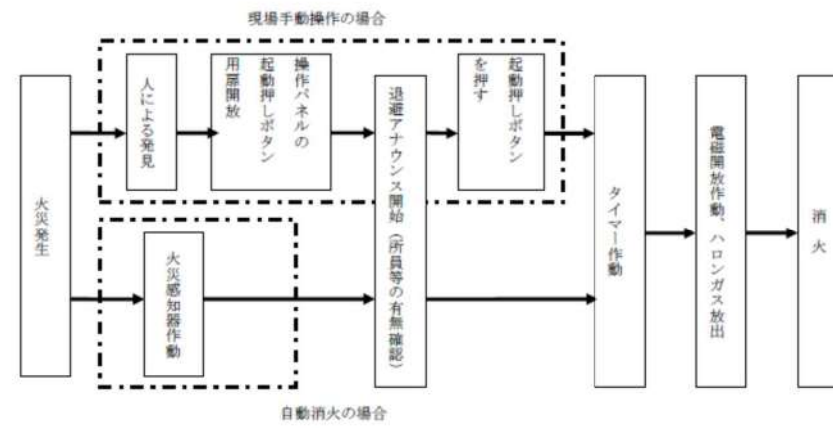 現場手動操作の場合
火災発生
人による発見
操作パネルの
起動押しボタン
用扉開放
退避アナウンス開始（所員等の有無確認）
起動押しボタン
を押す
火災感知器作動
タイマー作動
電磁開放作動、ハロンガス放出
消火
自動消火の場合